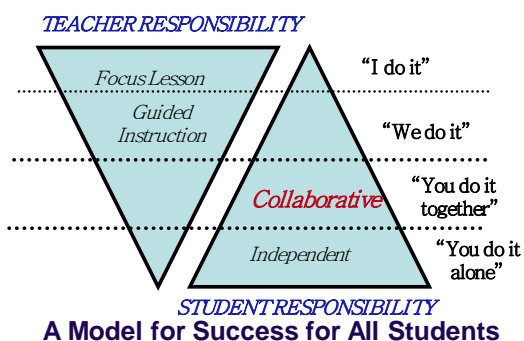 TEACHER RESPONSIBILITY
Focus Lesson
"I do it"
Guided
Instruction
"We do it"
Collaborative
"You do it
together"
Independent
"You do it
alone"
STUDENT RESPONSIBILITY
A Model for Success for All Students